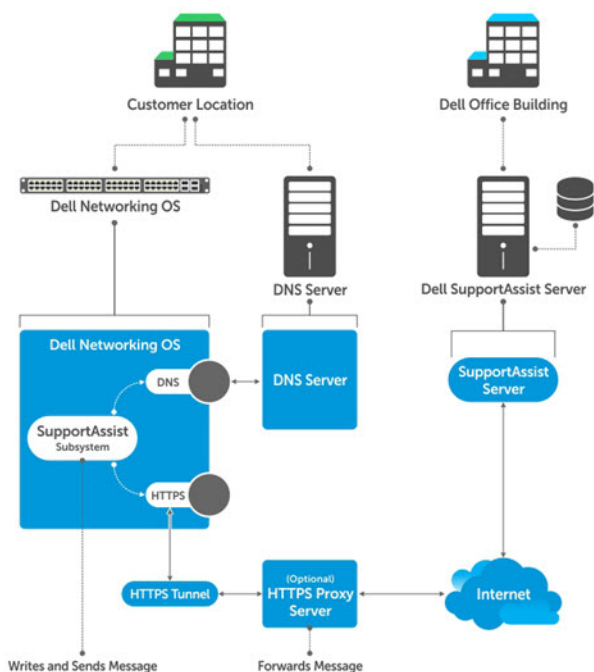 Customer Location
Dell Office Building
Dell Networking OS
DNS Server
Dell SupportAssist Server
Dell Networking OS
DNS
DNS Server
SupportAssist
Server
SupportAssist
Subsystem
HTTPS
HTTPS Tunnel
(Optional)
HTTPS Proxy
Server
Internet
Writes and Sends Message
Forwards Message